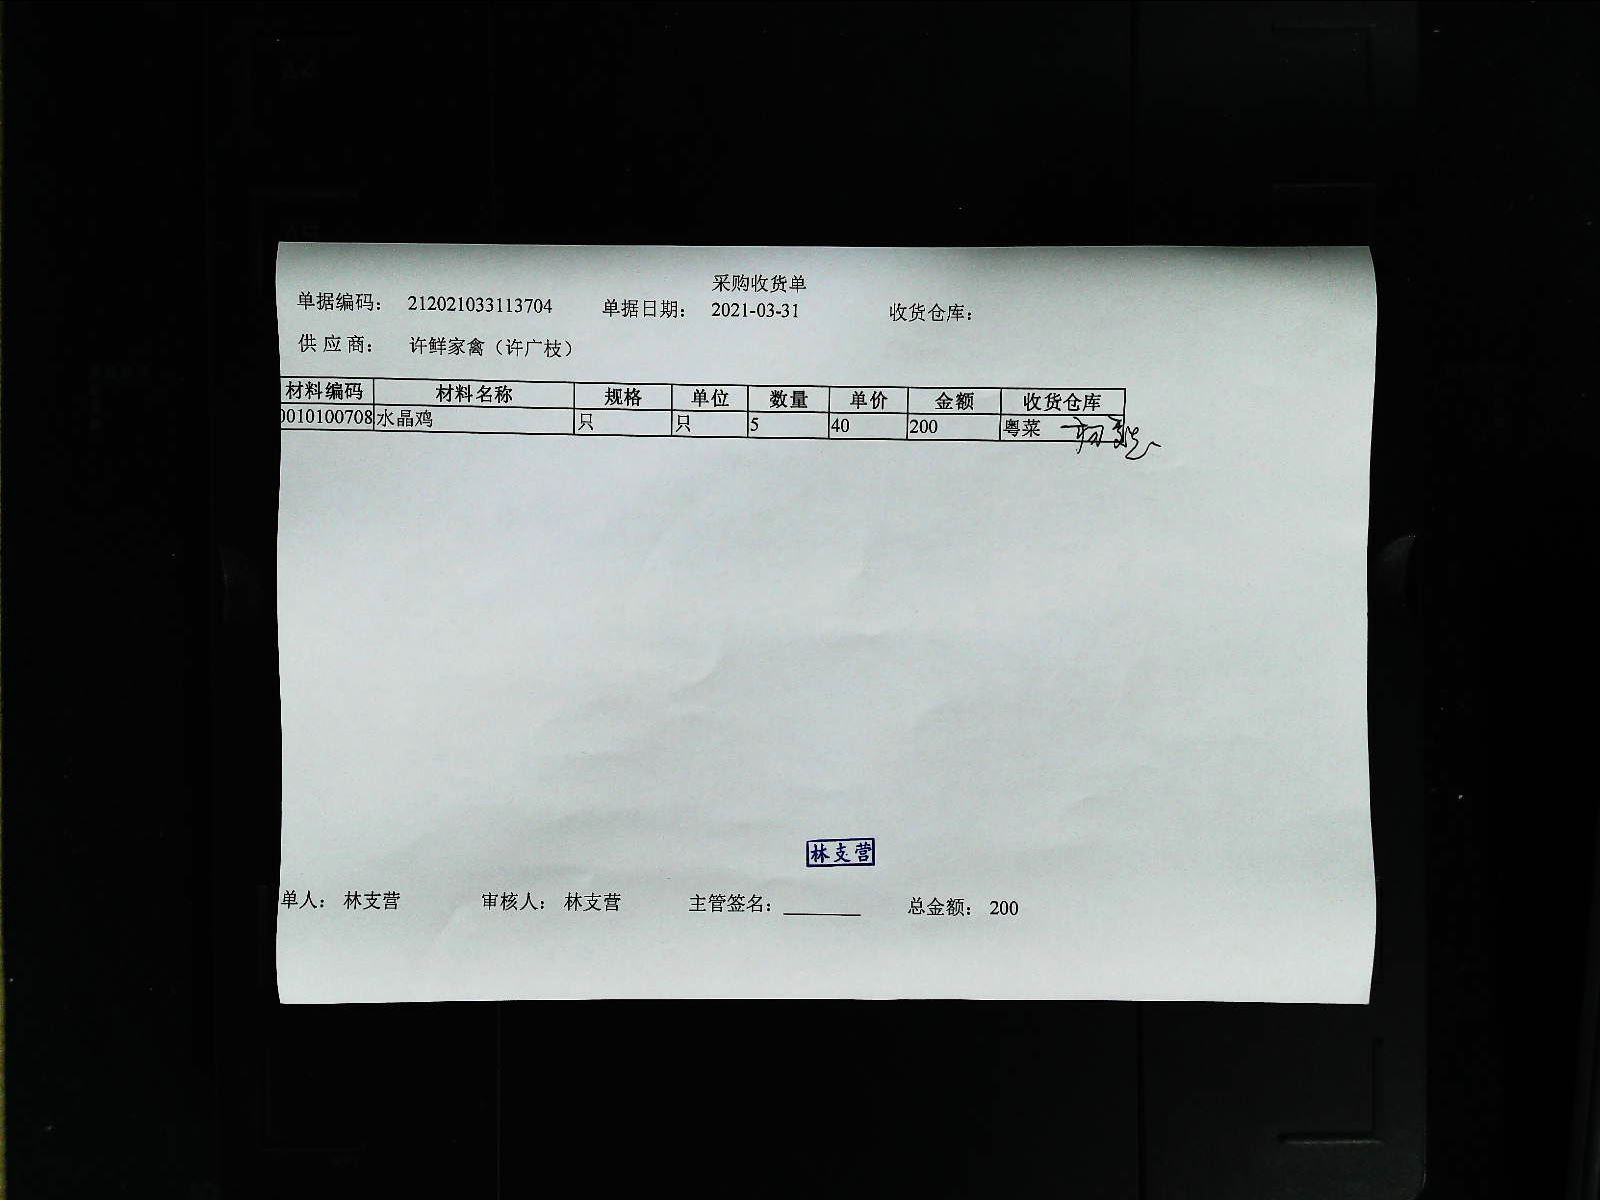 采购收货单
单据编码： 212021033113704 单据日期： 2021-03-31 收货仓库：
供 应 商： 许鲜家禽（许广枝）
材料编码 材料名称 规格 单位 数量 单价 金额 收货仓库
0010100708 水晶鸡 只 只 5 40 200 粤菜
林支营
单人： 林支营 审核人： 林支营 主管签名： 总金额： 200